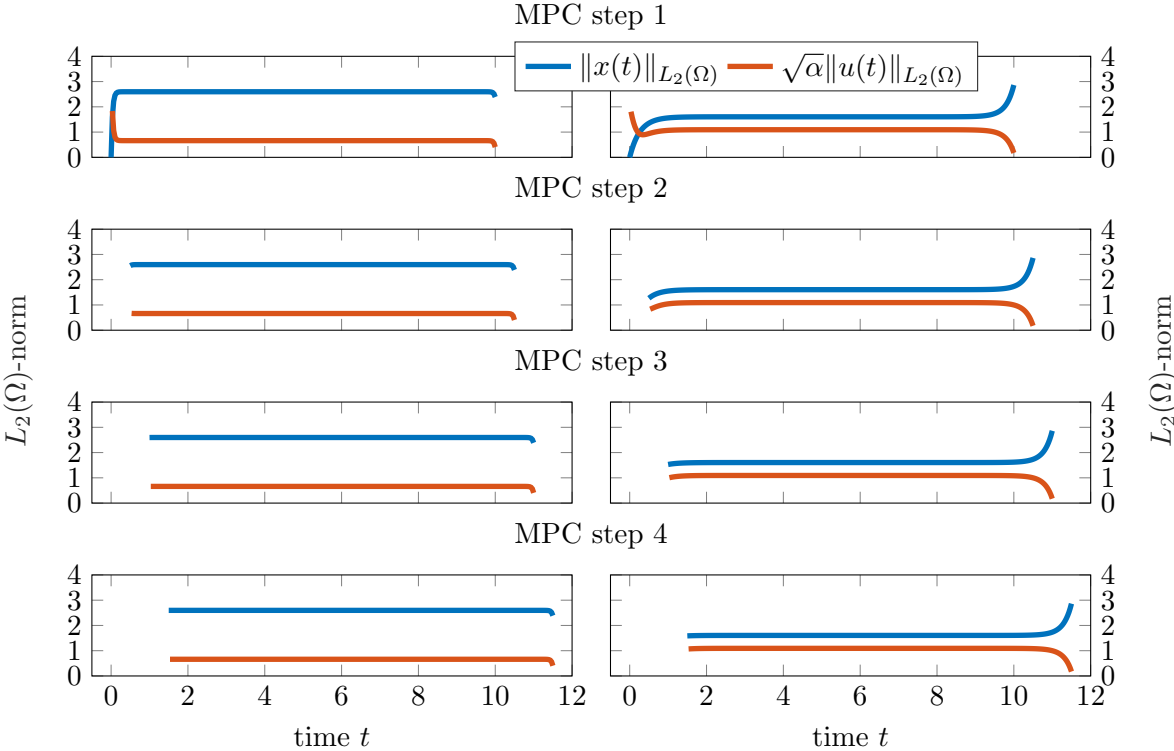 MPC step 1
‖x(t)‖_{L_2(Ω)} √α‖u(t)‖_{L_2(Ω)}
4 4
3 3
2 2
1 1
0 0
MPC step 2
4 4
3 3
2 2
1 1
0 0
MPC step 3
4 4
3 3
2 2
1 1
0 0
MPC step 4
4 4
3 3
2 2
1 1
0 0
0 2 4 6 8 10 12 0 2 4 6 8 10 12
time t time t
L_2(Ω)-norm
L_2(Ω)-norm